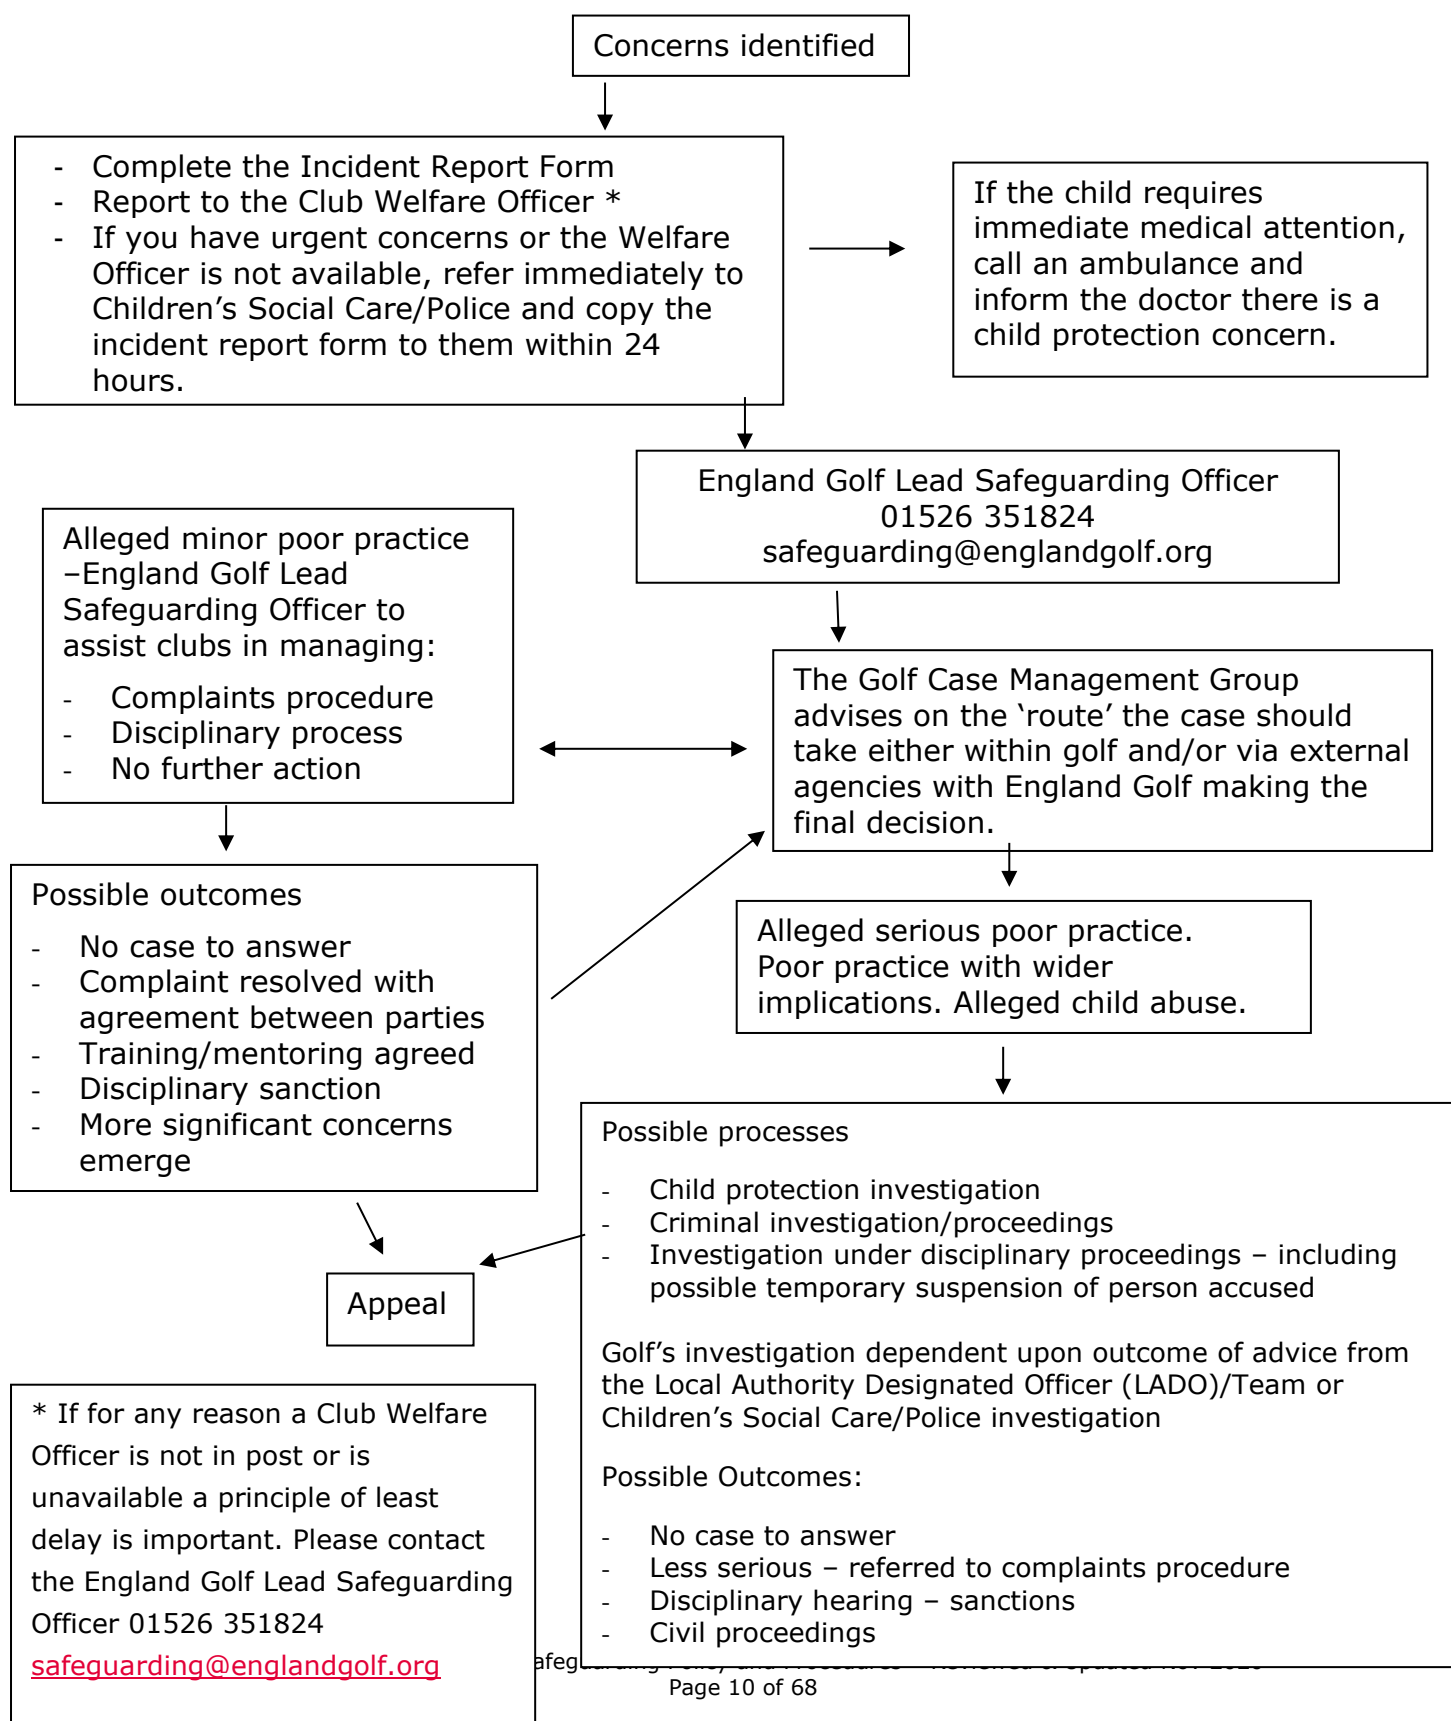 Concerns identified
- Complete the Incident Report Form
- Report to the Club Welfare Officer *
- If you have urgent concerns or the Welfare
Officer is not available, refer immediately to
Children’s Social Care/Police and copy the
incident report form to them within 24
hours.
If the child requires
immediate medical attention,
call an ambulance and
inform the doctor there is a
child protection concern.
England Golf Lead Safeguarding Officer
01526 351824
safeguarding@englandgolf.org
Alleged minor poor practice
–England Golf Lead
Safeguarding Officer to
assist clubs in managing:
- Complaints procedure
- Disciplinary process
- No further action
The Golf Case Management Group
advises on the ‘route’ the case should
take either within golf and/or via external
agencies with England Golf making the
final decision.
Possible outcomes
- No case to answer
- Complaint resolved with
agreement between parties
- Training/mentoring agreed
- Disciplinary sanction
- More significant concerns
emerge
Alleged serious poor practice.
Poor practice with wider
implications. Alleged child abuse.
Possible processes
- Child protection investigation
- Criminal investigation/proceedings
- Investigation under disciplinary proceedings – including
possible temporary suspension of person accused
Golf’s investigation dependent upon outcome of advice from
the Local Authority Designated Officer (LADO)/Team or
Children’s Social Care/Police investigation
Possible Outcomes:
- No case to answer
- Less serious – referred to complaints procedure
- Disciplinary hearing – sanctions
- Civil proceedings
Appeal
* If for any reason a Club Welfare
Officer is not in post or is
unavailable a principle of least
delay is important. Please contact
the England Golf Lead Safeguarding
Officer 01526 351824
safeguarding@englandgolf.org
Page 10 of 68